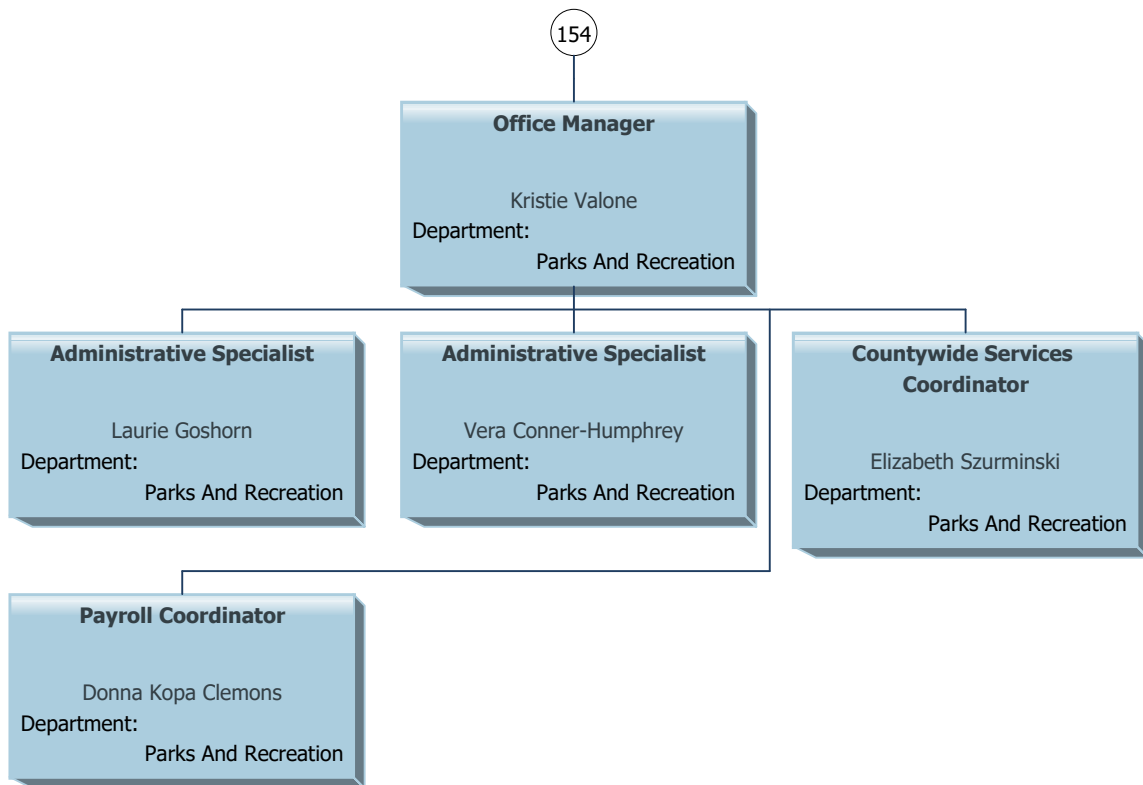 154
Office Manager
Kristie Valone
Department:
Parks And Recreation
Administrative Specialist
Laurie Goshorn
Department:
Parks And Recreation
Administrative Specialist
Vera Conner-Humphrey
Department:
Parks And Recreation
Countywide Services
Coordinator
Elizabeth Szurminski
Department:
Parks And Recreation
Payroll Coordinator
Donna Kopa Clemons
Department:
Parks And Recreation